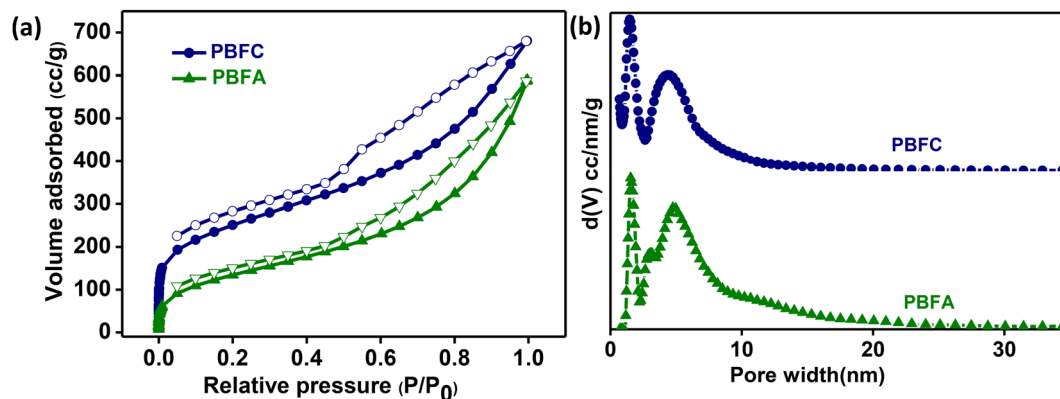 (a)
PBFC
PBFA
Volume adsorbed (cc/g)
700
600
500
400
300
200
100
0
0.0 0.2 0.4 0.6 0.8 1.0
Relative pressure (P/P₀)
(b)
PBFC
PBFA
d(V) cc/nm/g
0 10 20 30
Pore width(nm)